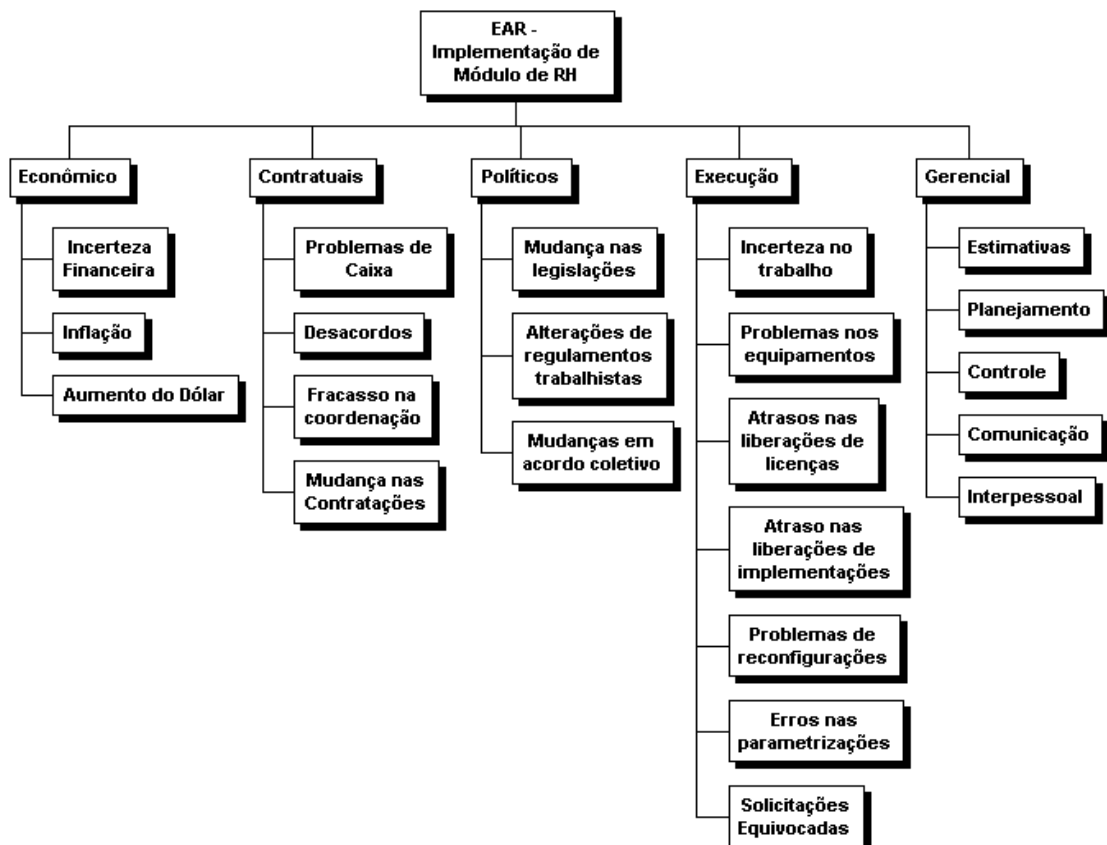 EAR -
Implementação de
Módulo de RH
Econômico
Incerteza
Financeira
Inflação
Aumento do Dólar
Contratuais
Problemas de
Caixa
Desacordos
Fracasso na
coordenação
Mudança nas
Contratações
Políticos
Mudança nas
legislações
Alterações de
regulamentos
trabalhistas
Mudanças em
acordo coletivo
Execução
Incerteza no
trabalho
Problemas nos
equipamentos
Atrasos nas
liberações de
licenças
Atraso nas
liberações de
implementações
Problemas de
reconfigurações
Erros nas
parametrizações
Solicitações
Equivocadas
Gerencial
Estimativas
Planejamento
Controle
Comunicação
Interpessoal